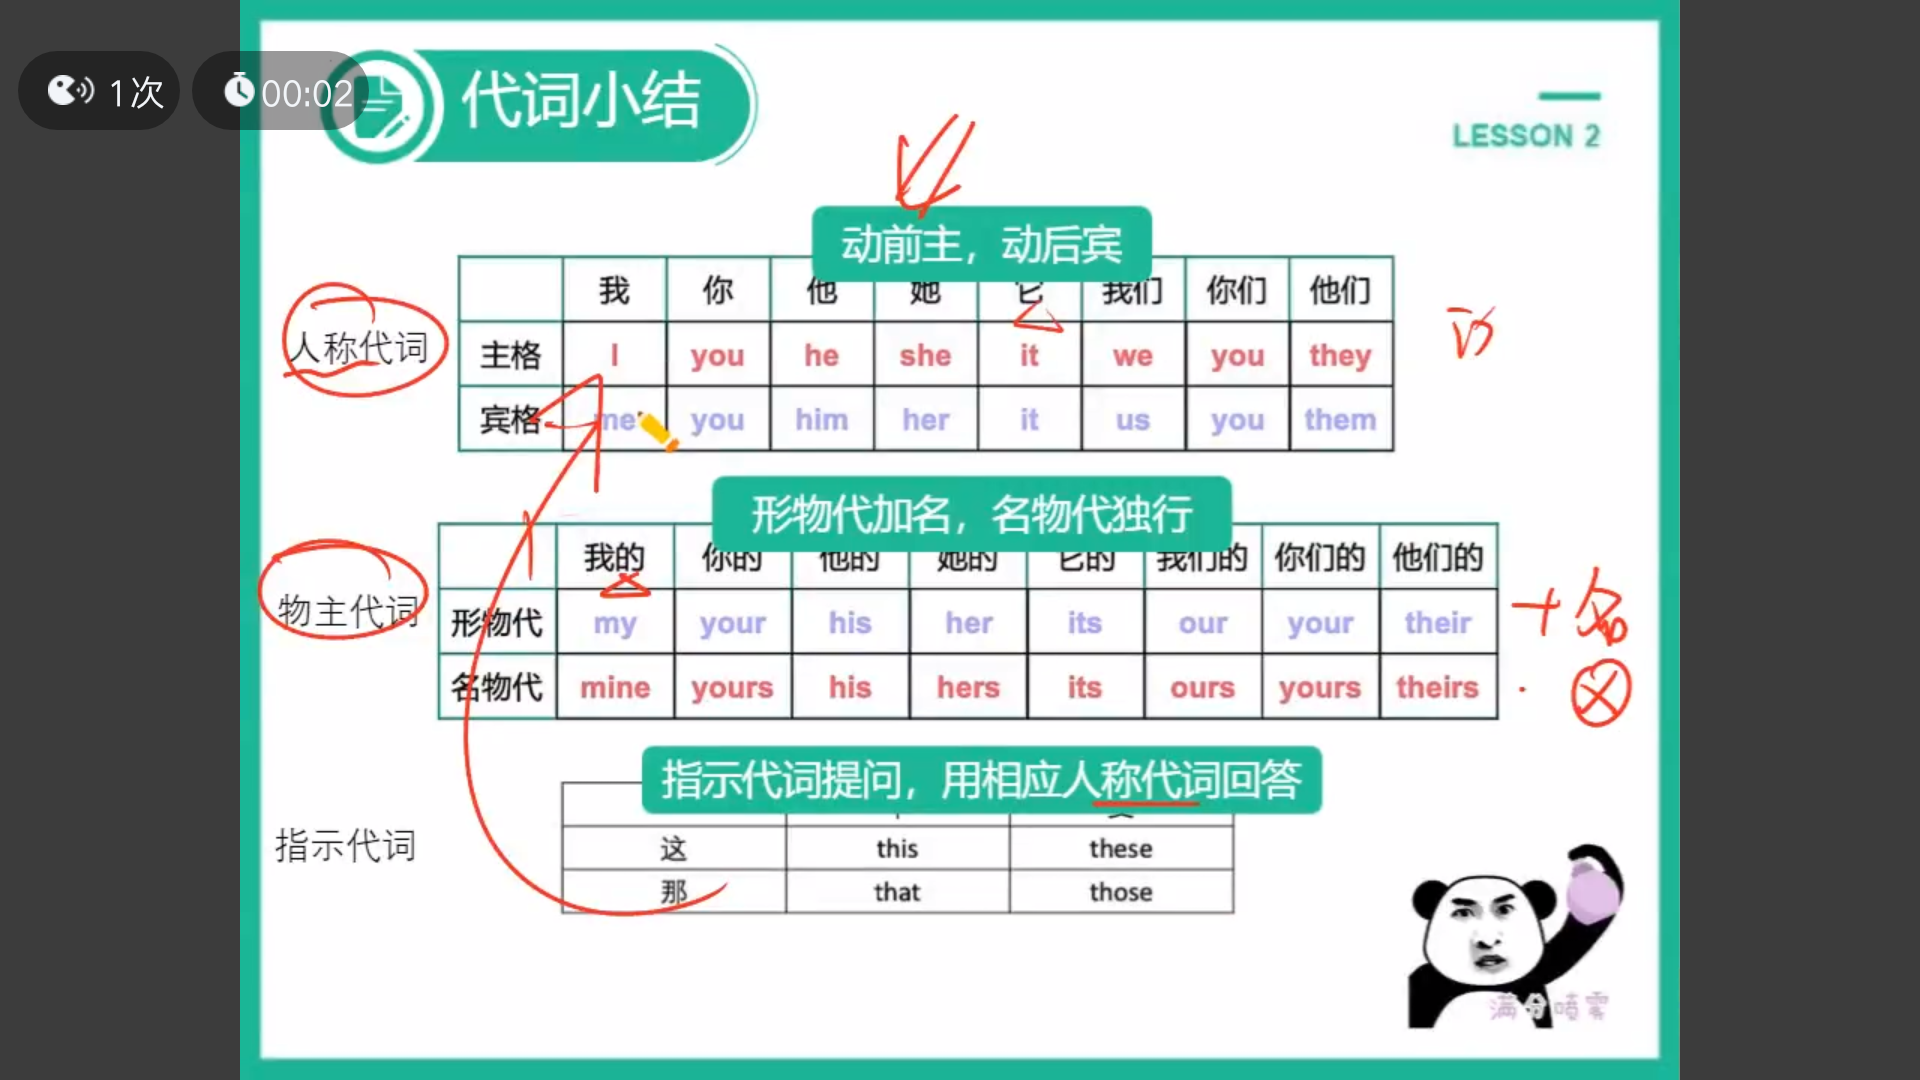 1次
00:02
代词小结
LESSON 2
动前主，动后宾
我 你 他 她 它 我们 你们 他们
人称代词
主格 I you he she it we you they
宾格 me you him her it us you them
形物代加名，名物代独行
我的 你的 他的 她的 它的 我们的 你们的 他们的
物主代词
形物代 my your his her its our your their
+名
名物代 mine yours his hers its ours yours theirs
指示代词提问，用相应人称代词回答
指示代词
这 this these
那 that those
满分喷雾